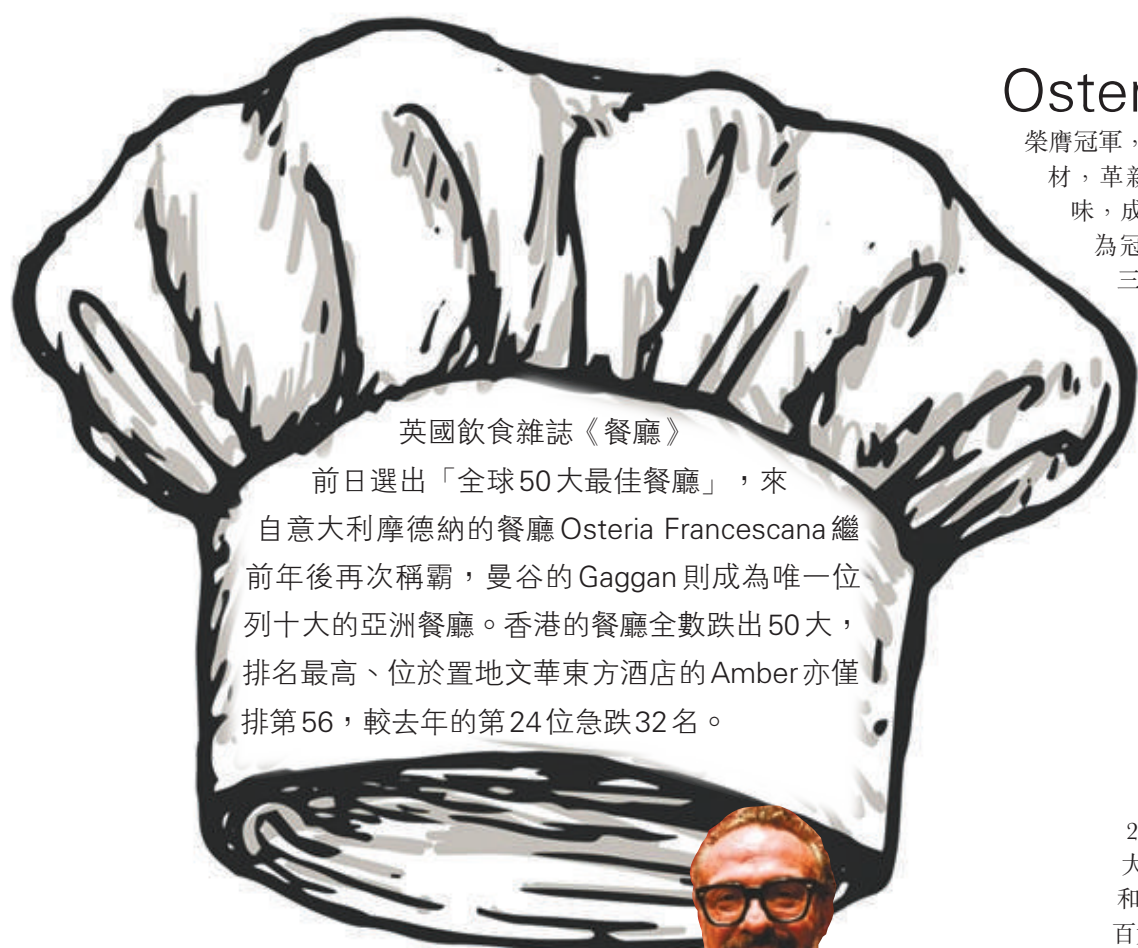 英國飲食雜誌《餐廳》
前日選出「全球50大最佳餐廳」，來
自意大利摩德納的餐廳Osteria Francescana繼
前年後再次稱霸，曼谷的Gaggan則成為唯一位
列十大的亞洲餐廳。香港的餐廳全數跌出50大，
排名最高、位於置地文華東方酒店的Amber亦僅
排第56，較去年的第24位急跌32名。
Oster
榮膺冠軍，
材，革新
味，成
為冠
三
2
大
和
百